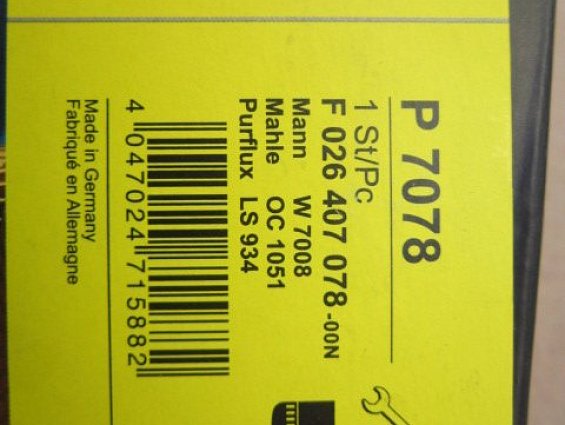 P 7078
1 St/Pc
F 026 407 078-00N
Mann W 7008
Mahle OC 1051
Purflux LS 934
4 047024 715882
Made in Germany
Fabriqué en Allemagne